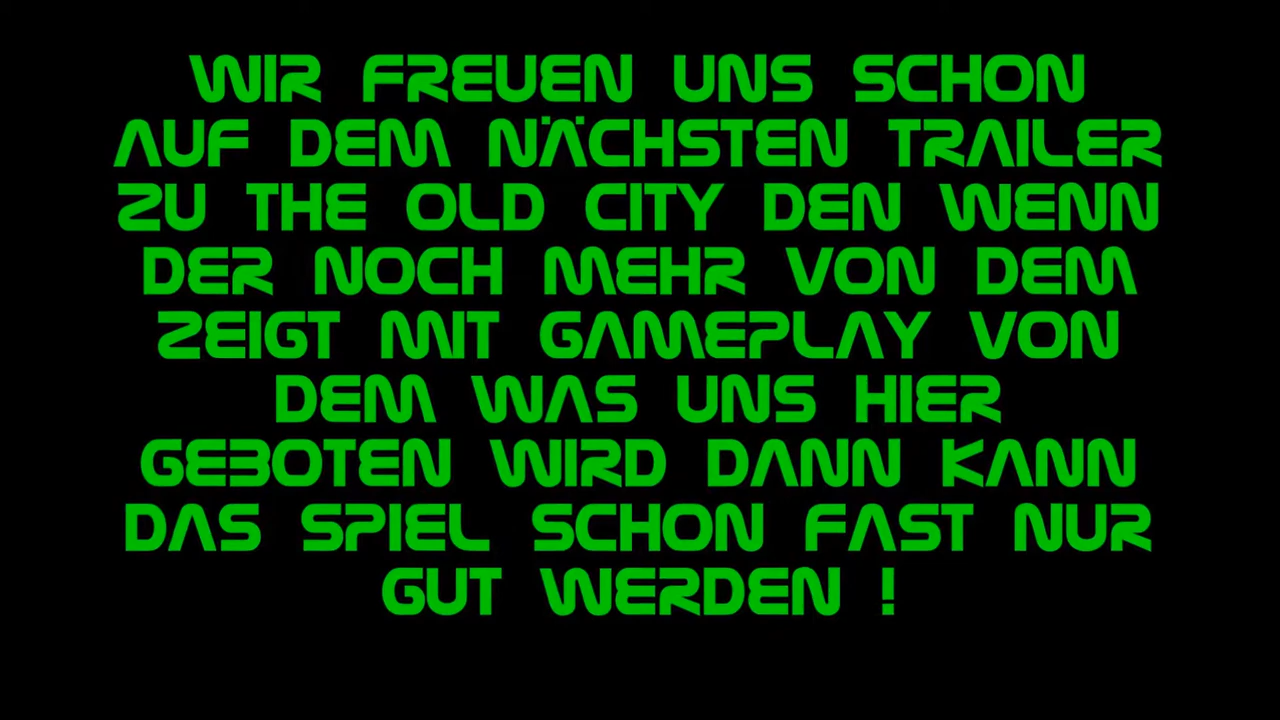 WIR FREUEN UNS SCHON
AUF DEM NÄCHSTEN TRAILER
ZU THE OLD CITY DEN WENN
DER NOCH MEHR VON DEM
ZEIGT MIT GAMEPLAY VON
DEM WAS UNS HIER
GEBOTEN WIRD DANN KANN
DAS SPIEL SCHON FAST NUR
GUT WERDEN !